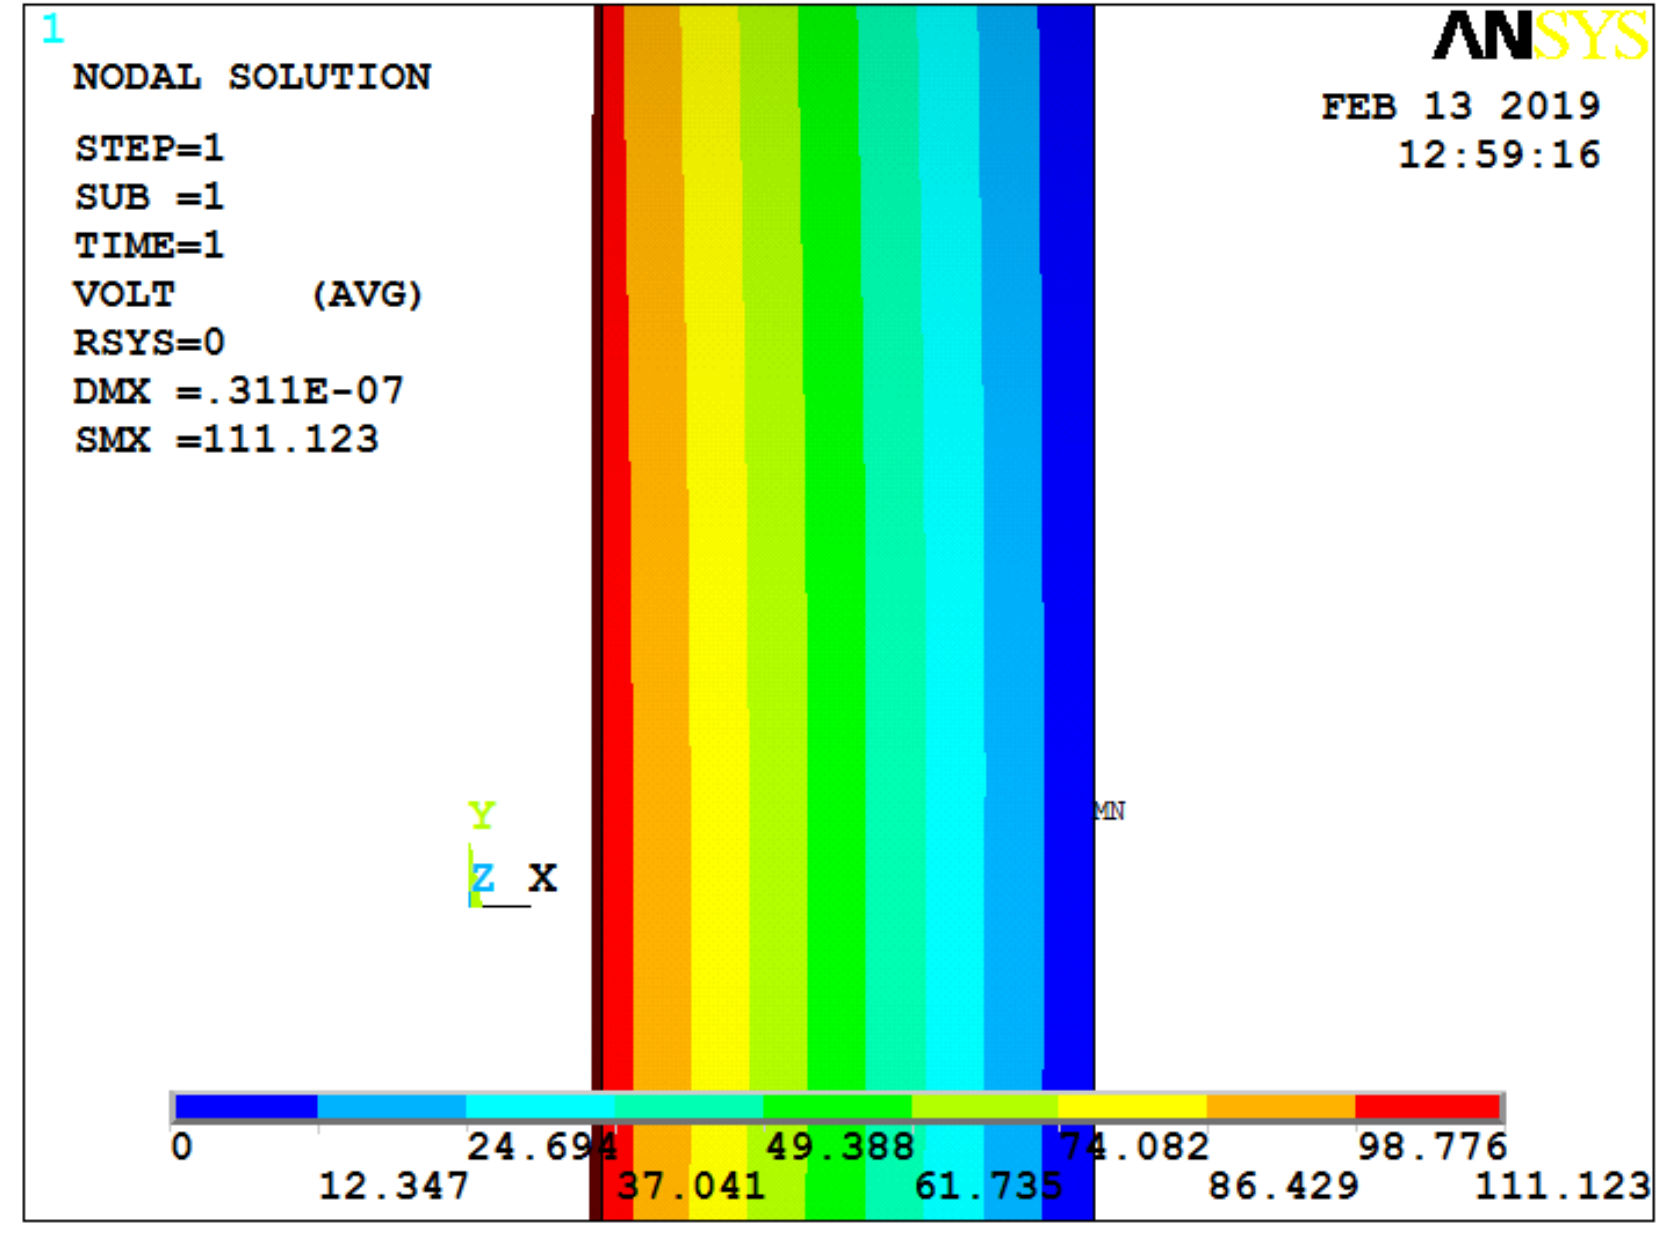 1
NODAL SOLUTION
STEP=1
SUB =1
TIME=1
VOLT (AVG)
RSYS=0
DMX =.311E-07
SMX =111.123
ANSYS
FEB 13 2019
12:59:16
MN
Y
Z X
0 24.694 49.388 74.082 98.776
12.347 37.041 61.735 86.429 111.123